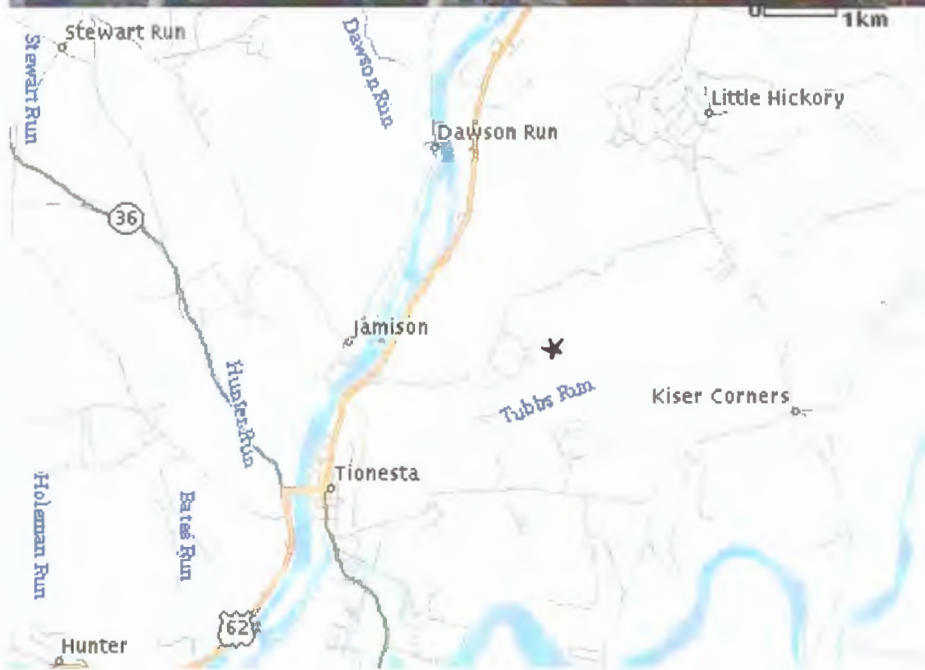 1km
Stewart Run
Stewart Run
Dawson Run
Little Hickory
Dawson Run
36
Jamison
Hunter Run
Tubbs Run
Kiser Corners
Tionesta
Holeman Run
Bates Run
62
Hunter